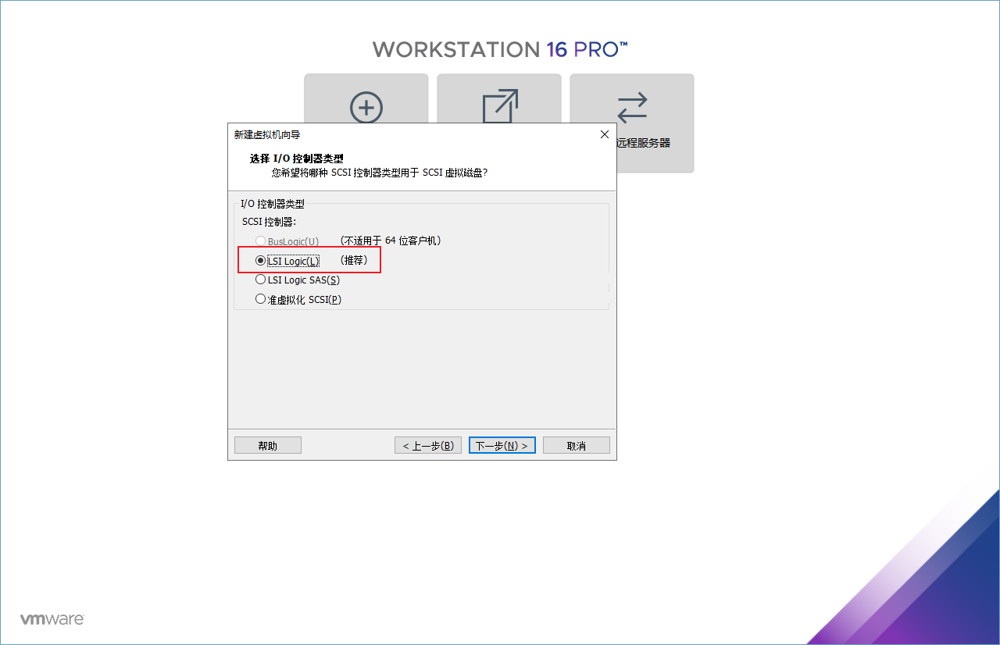 WORKSTATION 16 PRO™
远程服务器
新建虚拟机向导
选择 I/O 控制器类型
您希望将哪种 SCSI 控制器类型用于 SCSI 虚拟磁盘?
I/O 控制器类型
SCSI 控制器:
BusLogic(U) (不适用于 64 位客户机)
LSI Logic(L) (推荐)
LSI Logic SAS(S)
准虚拟化 SCSI(P)
帮助 < 上一步(B) 下一步(N) > 取消
vmware